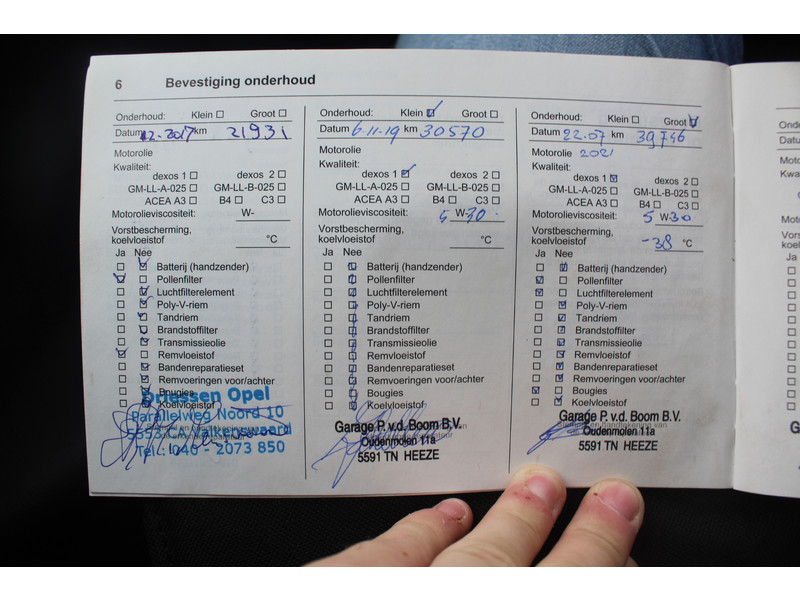 6 Bevestiging onderhoud
Onderhoud: Klein Groot
Datum 12-2017 km 21931
Motorolie
Kwaliteit:
dexos 1 dexos 2
GM-LL-A-025 GM-LL-B-025
ACEA A3 B4 C3
Motorolieviscositeit: W-
Vorstbescherming,
koelvloeistof °C
Ja Nee
Batterij (handzender)
Pollenfilter
Luchtfilterelement
Poly-V-riem
Tandriem
Brandstoffilter
Transmissieolie
Remvloeistof
Bandenreparatieset
Remvoeringen voor/achter
Bougies
Koelvloeistof
Driessen Opel
Parallelweg Noord 10
Valkenswaard
Tel.: 040 - 2073 850
Onderhoud: Klein Groot
Datum 6-11-19 km 30570
Motorolie
Kwaliteit:
dexos 1 dexos 2
GM-LL-A-025 GM-LL-B-025
ACEA A3 B4 C3
Motorolieviscositeit: 5 W-30
Vorstbescherming,
koelvloeistof °C
Ja Nee
Batterij (handzender)
Pollenfilter
Luchtfilterelement
Poly-V-riem
Tandriem
Brandstoffilter
Transmissieolie
Remvloeistof
Bandenreparatieset
Remvoeringen voor/achter
Bougies
Koelvloeistof
Garage P. v.d. Boom B.V.
Oudenmolen 11a
5591 TN HEEZE
Onderhoud: Klein Groot
Datum 22.07 km 39746
Motorolie 2021
Kwaliteit:
dexos 1 dexos 2
GM-LL-A-025 GM-LL-B-025
ACEA A3 B4 C3
Motorolieviscositeit: 5 W-30
Vorstbescherming,
koelvloeistof -38 °C
Ja Nee
Batterij (handzender)
Pollenfilter
Luchtfilterelement
Poly-V-riem
Tandriem
Brandstoffilter
Transmissieolie
Remvloeistof
Bandenreparatieset
Remvoeringen voor/achter
Bougies
Koelvloeistof
Garage P. v.d. Boom B.V.
Oudenmolen 11a
5591 TN HEEZE